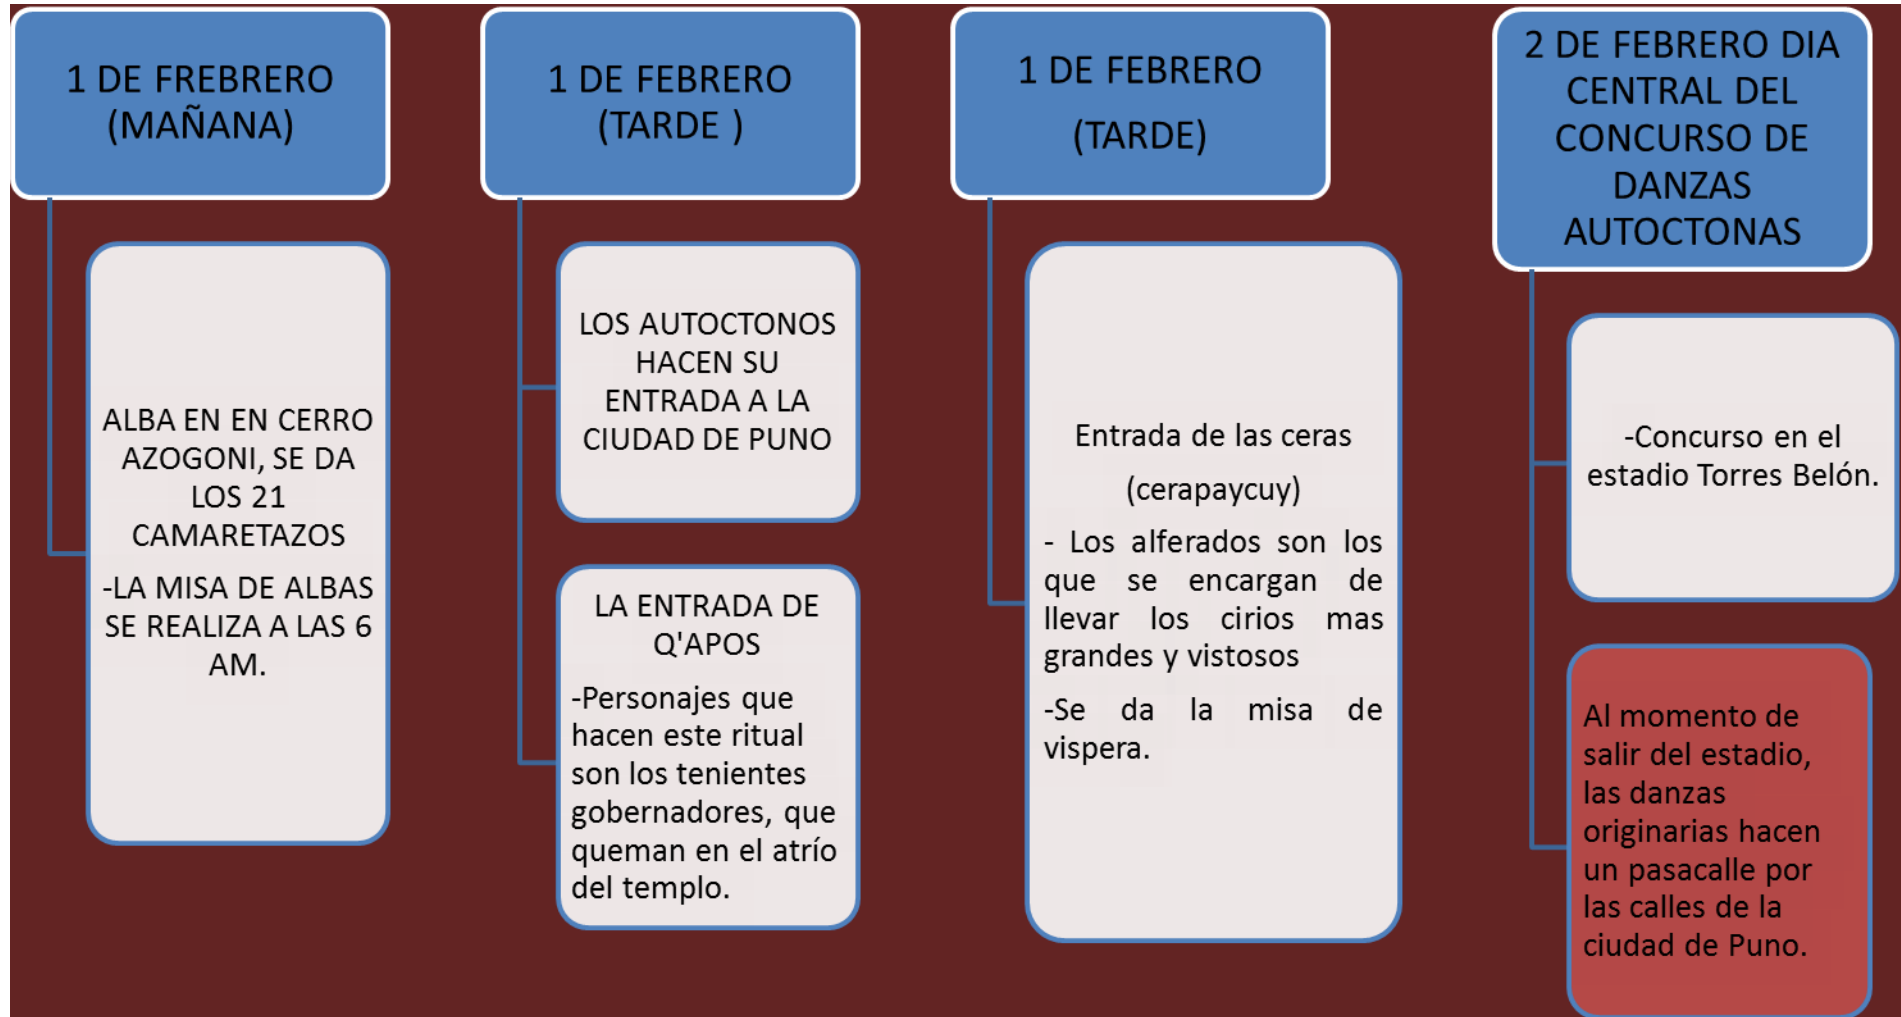 1 DE FREBRERO
(MAÑANA)
ALBA EN EN CERRO
AZOGONI, SE DA
LOS 21
CAMARETAZOS
-LA MISA DE ALBAS
SE REALIZA A LAS 6
AM.
1 DE FEBRERO
(TARDE )
LOS AUTOCTONOS
HACEN SU
ENTRADA A LA
CIUDAD DE PUNO
LA ENTRADA DE
Q'APOS
-Personajes que
hacen este ritual
son los tenientes
gobernadores, que
queman en el atrío
del templo.
1 DE FEBRERO
(TARDE)
Entrada de las ceras
(cerapaycuy)
- Los alferados son los
que se encargan de
llevar los cirios mas
grandes y vistosos
-Se da la misa de
vispera.
2 DE FEBRERO DIA
CENTRAL DEL
CONCURSO DE
DANZAS
AUTOCTONAS
-Concurso en el
estadio Torres Belón.
Al momento de
salir del estadio,
las danzas
originarias hacen
un pasacalle por
las calles de la
ciudad de Puno.